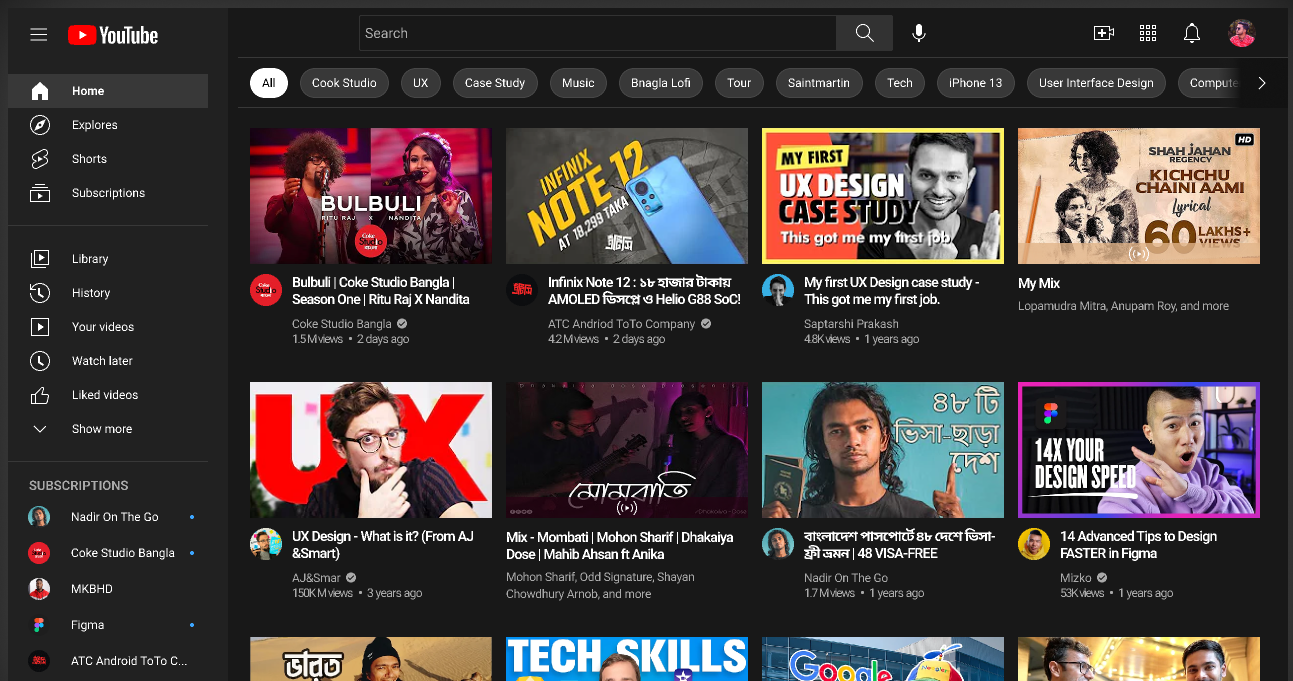 YouTube
Search
All
Cook Studio
UX
Case Study
Music
Bnagla Lofi
Tour
Saintmartin
Tech
iPhone 13
User Interface Design
Compute
Home
Explores
Shorts
Subscriptions
Library
History
Your videos
Watch later
Liked videos
Show more
SUBSCRIPTIONS
Nadir On The Go
Coke Studio Bangla
MKBHD
Figma
ATC Android ToTo C...
BULBULI
RITU RAJ X NANDITA
Coke Studio বাংলা
Bulbuli | Coke Studio Bangla |
Season One | Ritu Raj X Nandita
Coke Studio Bangla
1.5M views • 2 days ago
INFINIX
NOTE 12
AT 18,299 TAKA
Infinix Note 12 : ১৮ হাজার টাকায়
AMOLED ডিসপ্লে ও Helio G88 SoC!
ATC Andriod ToTo Company
4.2M views • 2 days ago
MY FIRST
UX DESIGN
CASE STUDY
This got me my first job.
My first UX Design case study -
This got me my first job.
Saptarshi Prakash
4.8K views • 1 years ago
HD
SHAH JAHAN
REGENCY
KICHCHU
CHAINI AAMI
Lyrical
60 LAKHS+
VIEWS
My Mix
Lopamudra Mitra, Anupam Roy, and more
UX
UX Design - What is it? (From AJ
&Smart)
AJ&Smar
150K M views • 3 years ago
Dhakaiya Dose Presents
মোমবাতি
Mix - Mombati | Mohon Sharif | Dhakaiya
Dose | Mahib Ahsan ft Anika
Mohon Sharif, Odd Signature, Shayan
Chowdhury Arnob, and more
৪৮ টি
ভিসা-ছাড়া
দেশ
বাংলাদেশ পাসপোর্টে ৪৮ দেশে ভিসা-
ফ্রী ভ্রমন | 48 VISA-FREE
Nadir On The Go
1.7M views • 1 years ago
14X YOUR
DESIGN SPEED
14 Advanced Tips to Design
FASTER in Figma
Mizko
53K views • 1 years ago
ভারত
TECH SKILLS
Google